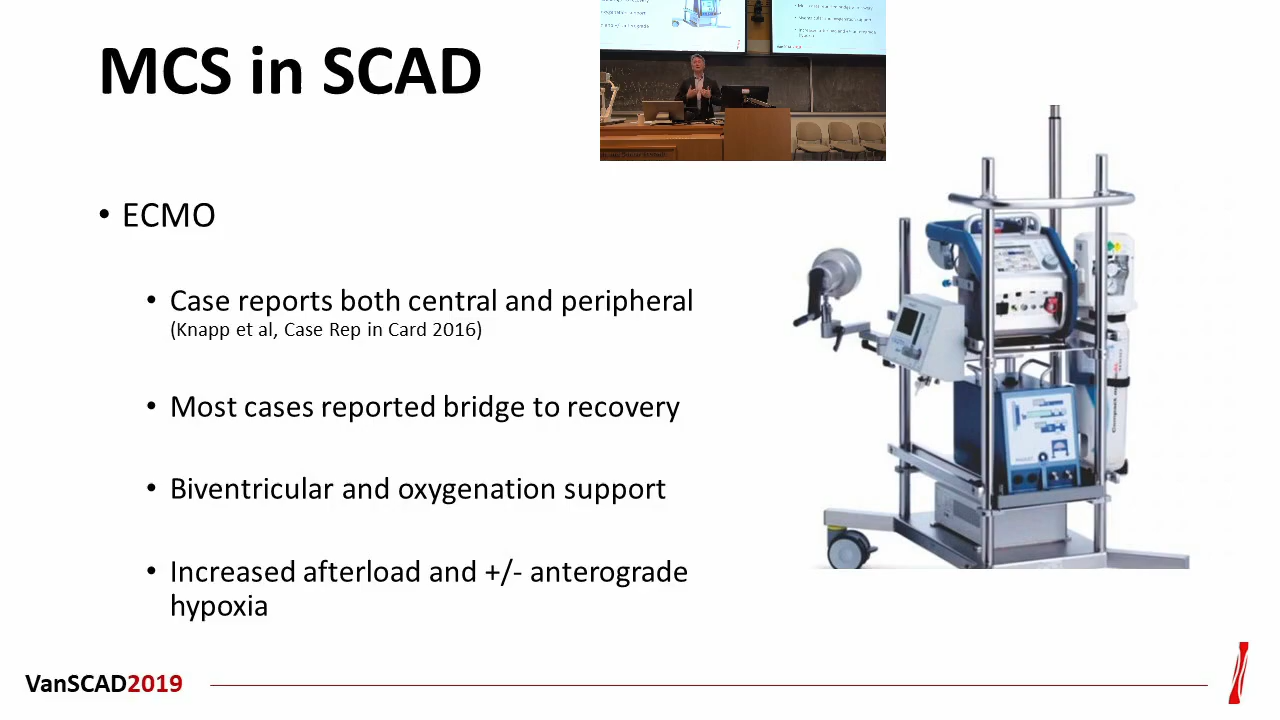 MCS in SCAD
• ECMO
• Case reports both central and peripheral
(Knapp et al, Case Rep in Card 2016)
• Most cases reported bridge to recovery
• Biventricular and oxygenation support
• Increased afterload and +/- anterograde
hypoxia
VanSCAD2019